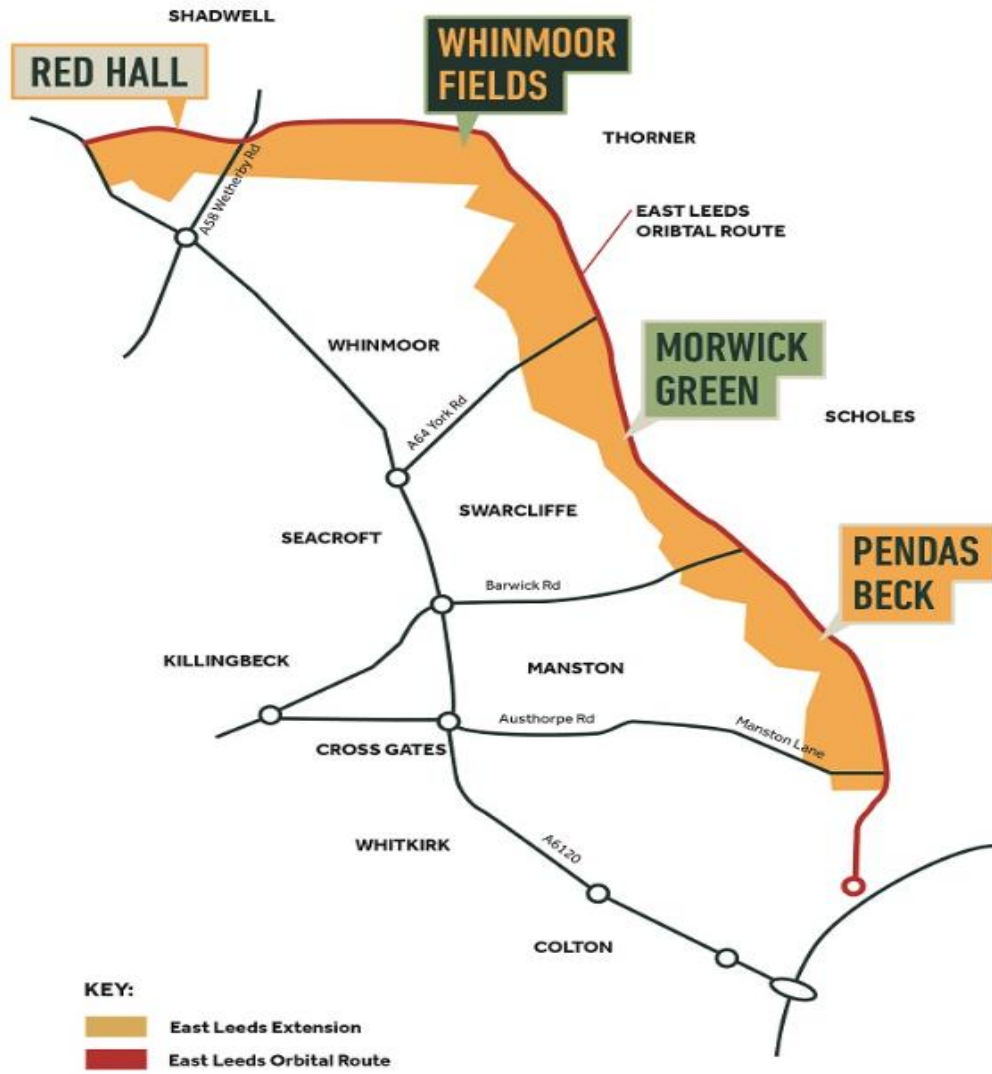 SHADWELL
RED HALL
WHINMOOR
FIELDS
THORNER
A58 Wetherby Rd
EAST LEEDS
ORIBTAL ROUTE
WHINMOOR
MORWICK
GREEN
A64 York Rd
SCHOLES
SWARCLIFFE
SEACROFT
PENDAS
BECK
Barwick Rd
KILLINGBECK
MANSTON
Austhorpe Rd
Manston Lane
CROSS GATES
WHITKIRK
A6120
COLTON
KEY:
East Leeds Extension
East Leeds Orbital Route